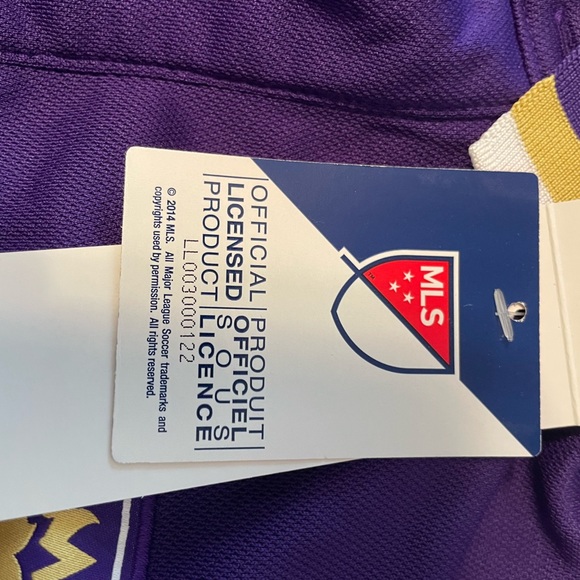 MLS
TM
OFFICIAL PRODUIT
LICENSED OFFICIEL
PRODUCT SOUS
LICENCE
LL003000122
© 2014 MLS. All Major League Soccer trademarks and
copyrights used by permission. All rights reserved.